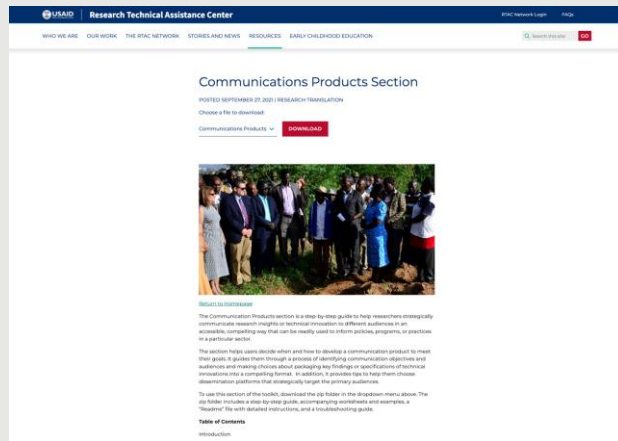 USAID Research Technical Assistance Center RTAC Network Login FAQs
WHO WE ARE OUR WORK THE RTAC NETWORK STORIES AND NEWS RESOURCES EARLY CHILDHOOD EDUCATION Search this site GO
Communications Products Section
POSTED SEPTEMBER 27, 2021 | RESEARCH TRANSLATION
Choose a file to download:
Communications Products DOWNLOAD
Return to Homepage
The Communication Products section is a step-by-step guide to help researchers strategically
communicate research insights or technical innovation to different audiences in an
accessible, compelling way that can be readily used to inform policies, programs, or practices
in a particular sector.
The section helps users decide when and how to develop a communication product to meet
their goals. It guides them through a process of identifying communication objectives and
audiences and making choices about packaging key findings or specifications of technical
innovations into a compelling format. In addition, it provides tips to help them choose
dissemination platforms that strategically target the primary audiences.
To use this section of the toolkit, download the zip folder in the dropdown menu above. The
zip folder includes a step-by-step guide, accompanying worksheets and examples, a
"Readme" file with detailed instructions, and a troubleshooting guide.
Table of Contents
Introduction